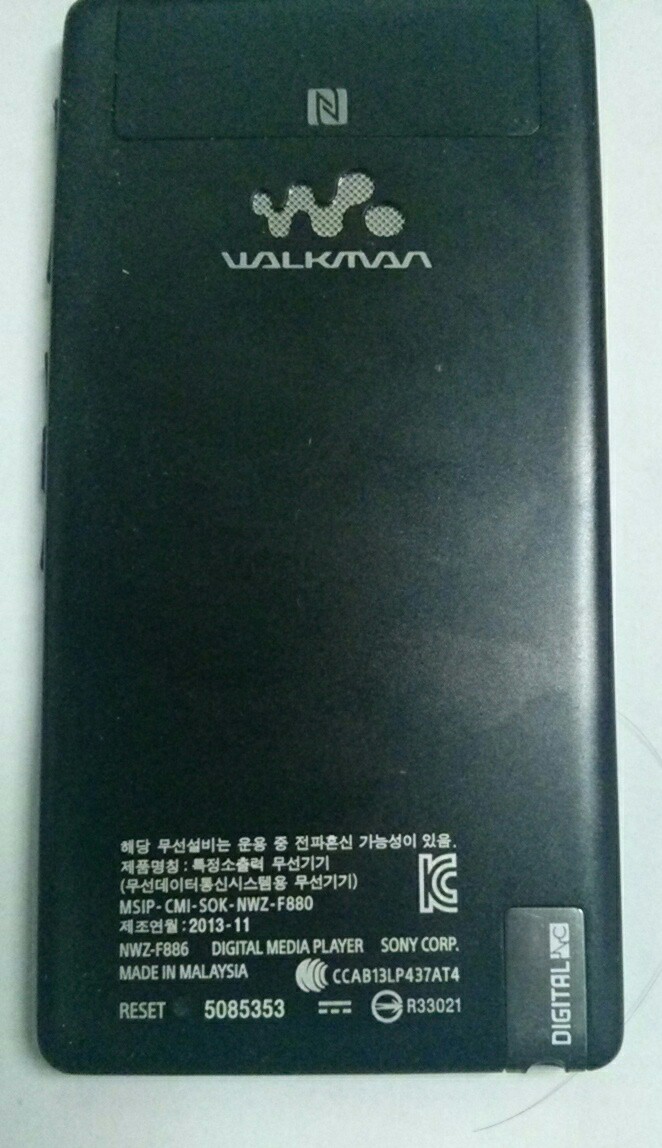 WALKMAN
해당 무선설비는 운용 중 전파혼신 가능성이 있음.
제품명칭 : 특정소출력 무선기기
(무선데이터통신시스템용 무선기기)
MSIP-CMI-SOK-NWZ-F880
제조연월 : 2013-11
NWZ-F886 DIGITAL MEDIA PLAYER SONY CORP.
MADE IN MALAYSIA CCAB13LP437AT4
RESET 5085353 R33021
DIGITAL NC